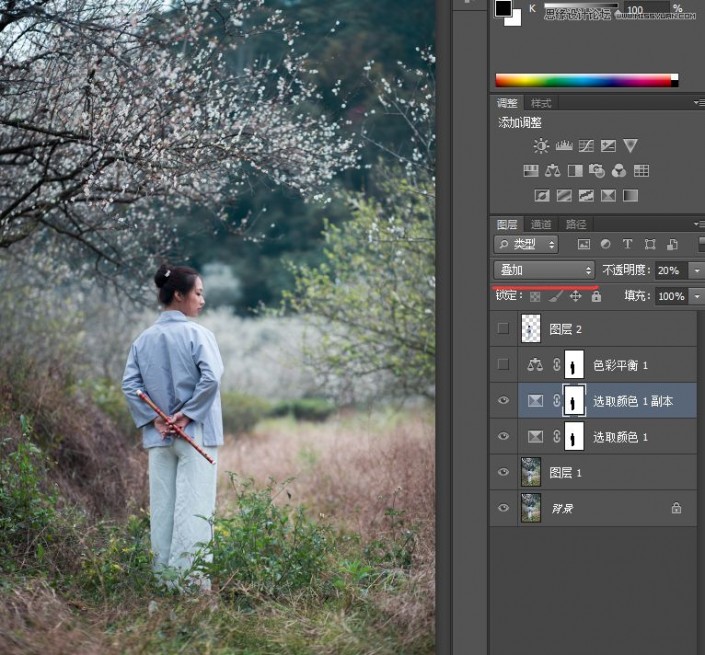 K 100 %
思缘设计论坛 WWW.MISSYUAN.COM
调整 样式
添加调整
图层 通道 路径
类型
叠加 不透明度: 20%
锁定: 填充: 100%
图层 2
色彩平衡 1
选取颜色 1 副本
选取颜色 1
图层 1
背景